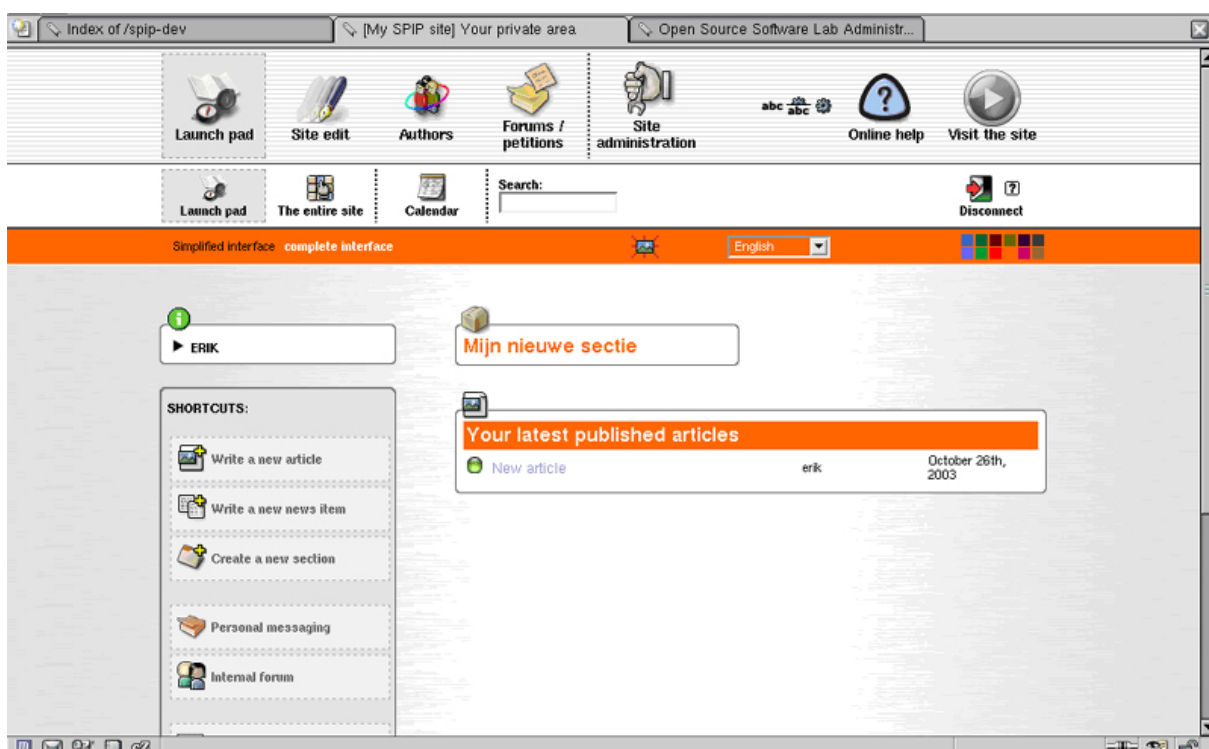 Index of /spip-dev
[My SPIP site] Your private area
Open Source Software Lab Administr...
Launch pad
Site edit
Authors
Forums /
petitions
Site
administration
abc
abc
Online help
Visit the site
Launch pad
The entire site
Calendar
Search:
Disconnect
Simplified interface complete interface
English
ERIK
Mijn nieuwe sectie
SHORTCUTS:
Write a new article
Write a new news item
Create a new section
Personal messaging
Internal forum
Your latest published articles
New article
erik
October 26th,
2003